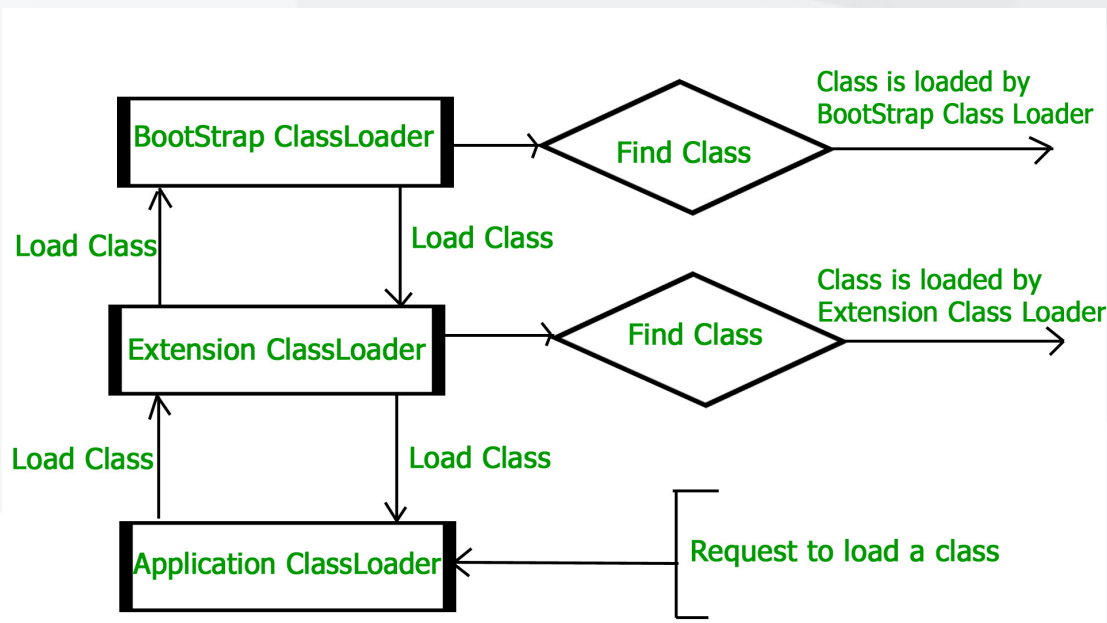 Class is loaded by
BootStrap Class Loader
BootStrap ClassLoader
Find Class
Load Class
Load Class
Class is loaded by
Extension Class Loader
Extension ClassLoader
Find Class
Load Class
Load Class
Application ClassLoader
Request to load a class